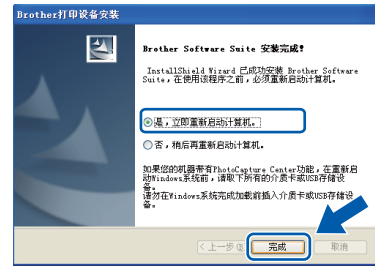 Brother打印设备安装
Brother Software Suite 安装完成!
InstallShield Wizard 已成功安装 Brother Software
Suite,在使用该程序之前,必须重新启动计算机。
是,立即重新启动计算机。
否,稍后再重新启动计算机。
如果您的机器带有PhotoCapture Center功能,在重新启
动Windows系统前,请取下所有的介质卡或USB存储设
备。
请勿在Windows系统完成加载前插入介质卡或USB存储设
备。
<上一步(B) 完成 取消